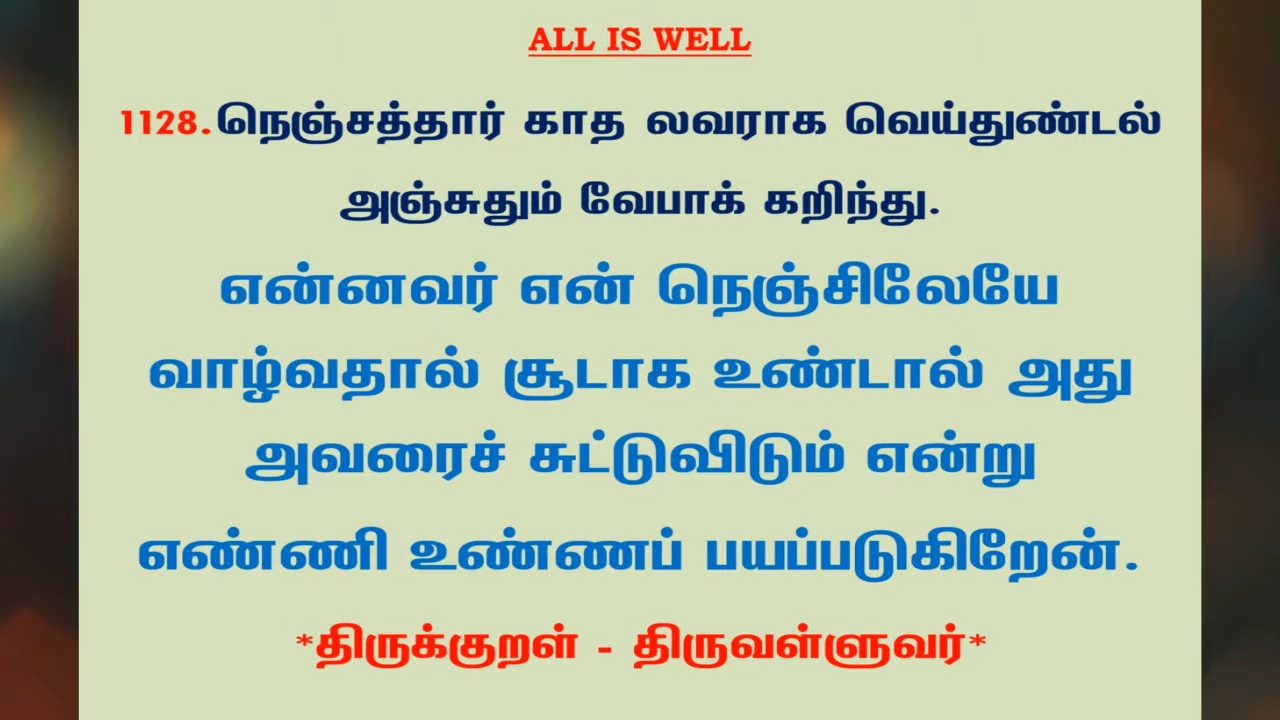 ALL IS WELL
1128.நெஞ்சத்தார் காத லவராக வெய்துண்டல்
அஞ்சுதும் வேபாக் கறிந்து.
என்னவர் என் நெஞ்சிலேயே
வாழ்வதால் சூடாக உண்டால் அது
அவரைச் சுட்டுவிடும் என்று
எண்ணி உண்ணப் பயப்படுகிறேன்.
*திருக்குறள் - திருவள்ளுவர்*